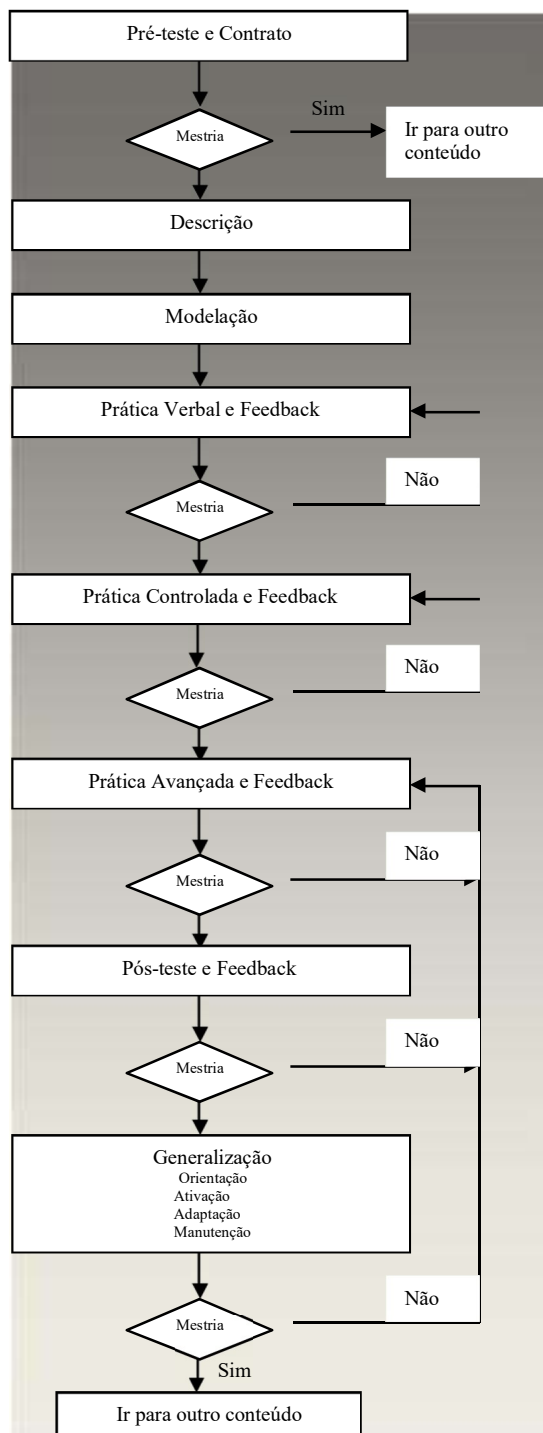 Pré-teste e Contrato
Sim
Mestria
Ir para outro
conteúdo
Descrição
Modelação
Prática Verbal e Feedback
Não
Mestria
Prática Controlada e Feedback
Não
Mestria
Prática Avançada e Feedback
Não
Mestria
Pós-teste e Feedback
Não
Mestria
Generalização
Orientação
Ativação
Adaptação
Manutenção
Não
Mestria
Sim
Ir para outro conteúdo